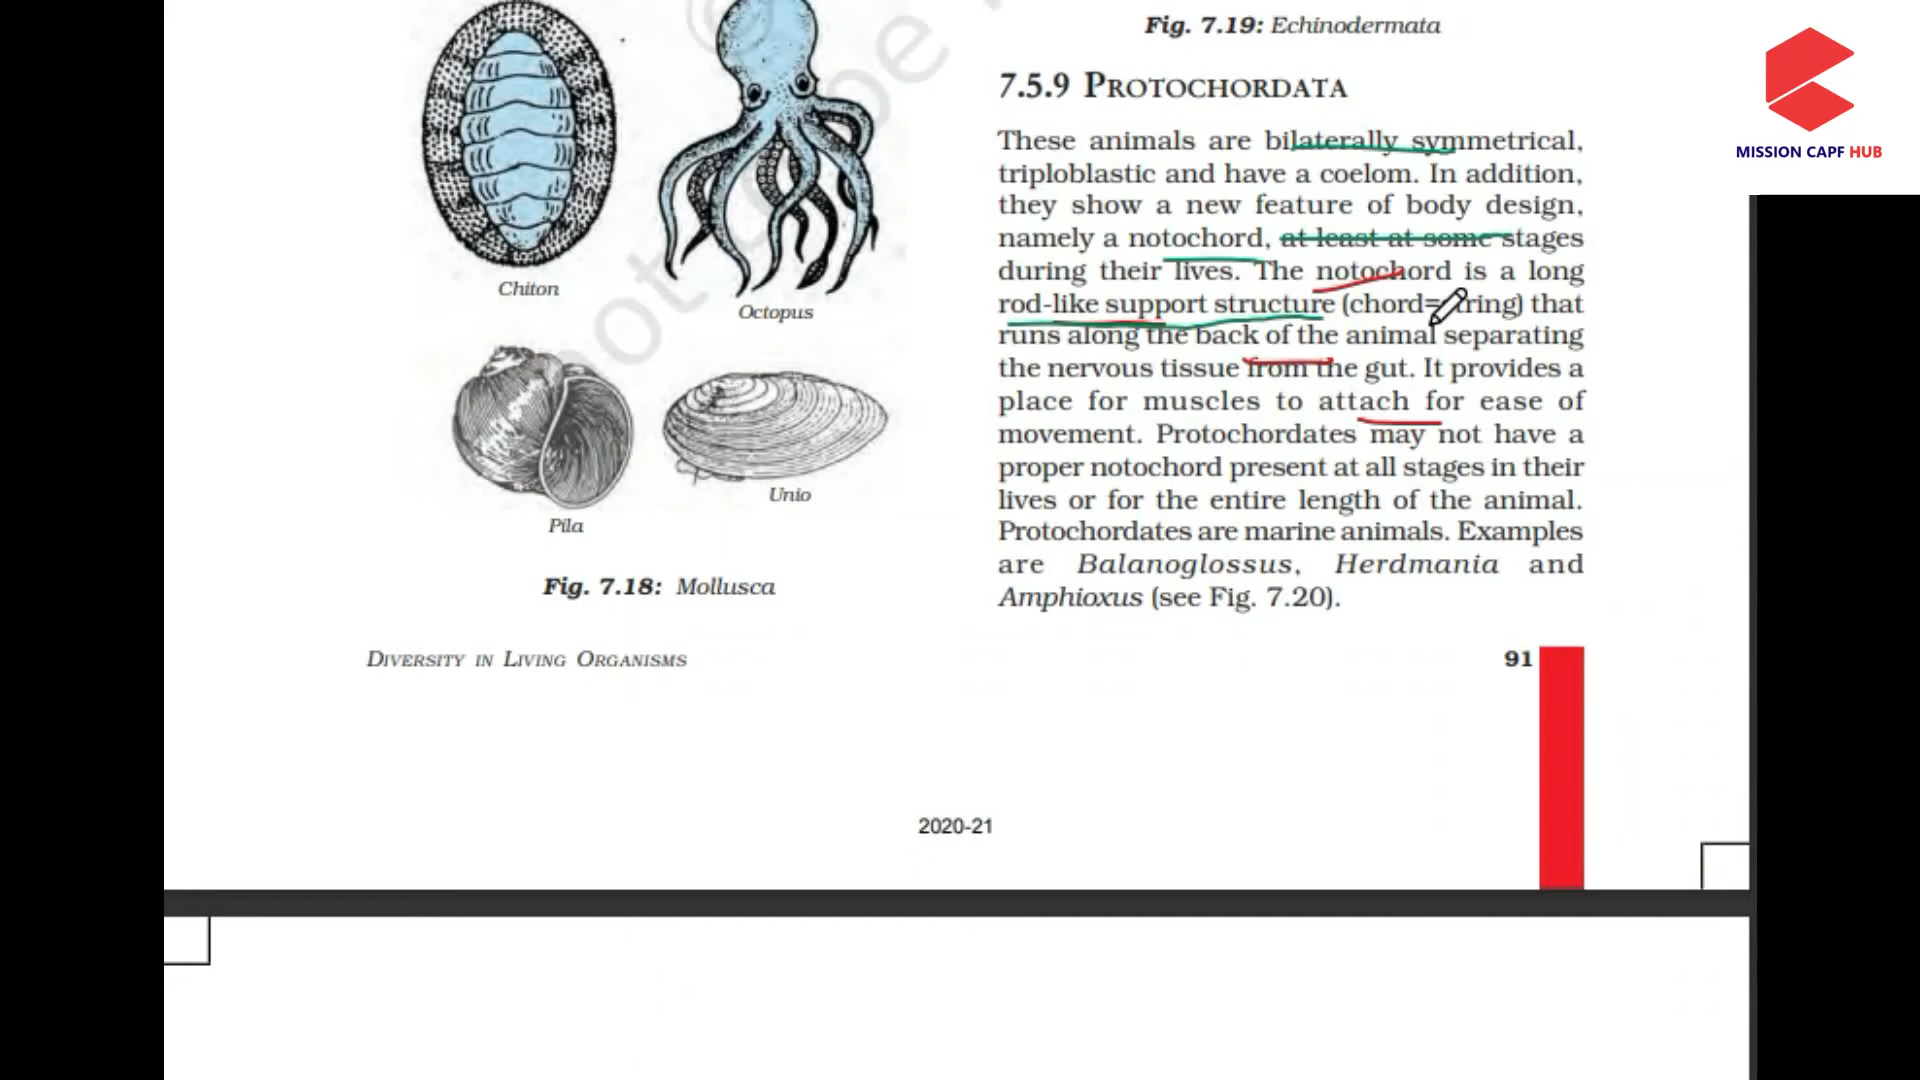 Chiton
Octopus
Pila
Unio
Fig. 7.18: Mollusca
Fig. 7.19: Echinodermata
7.5.9 PROTOCHORDATA
These animals are bilaterally symmetrical,
triploblastic and have a coelom. In addition,
they show a new feature of body design,
namely a notochord, at least at some stages
during their lives. The notochord is a long
rod-like support structure (chord=string) that
runs along the back of the animal separating
the nervous tissue from the gut. It provides a
place for muscles to attach for ease of
movement. Protochordates may not have a
proper notochord present at all stages in their
lives or for the entire length of the animal.
Protochordates are marine animals. Examples
are Balanoglossus, Herdmania and
Amphioxus (see Fig. 7.20).
DIVERSITY IN LIVING ORGANISMS
91
2020-21
MISSION CAPF HUB
not
be
©